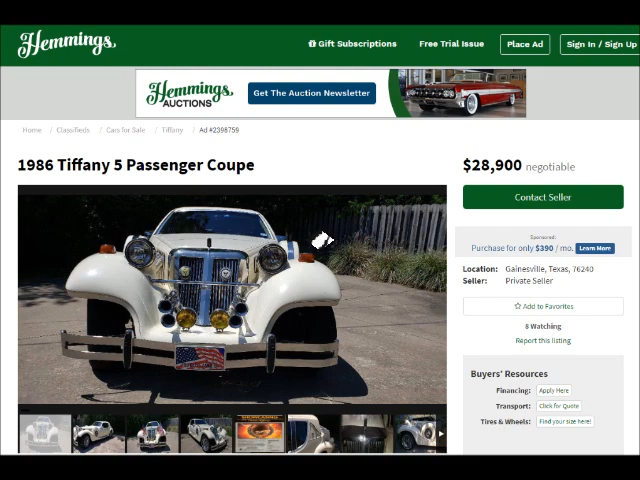 Hemmings.
Gift Subscriptions
Free Trial Issue
Place Ad
Sign In / Sign Up
Hemmings.
AUCTIONS
Get The Auction Newsletter
Home / Classifieds / Cars for Sale / Tiffany / Ad #2398759
1986 Tiffany 5 Passenger Coupe
$28,900 negotiable
Contact Seller
Sponsored:
Purchase for only $390 / mo. Learn More
Location: Gainesville, Texas, 76240
Seller: Private Seller
Add to Favorites
8 Watching
Report this listing
Buyers' Resources
Financing: Apply Here
Transport: Click for Quote
Tires & Wheels: Find your size here!